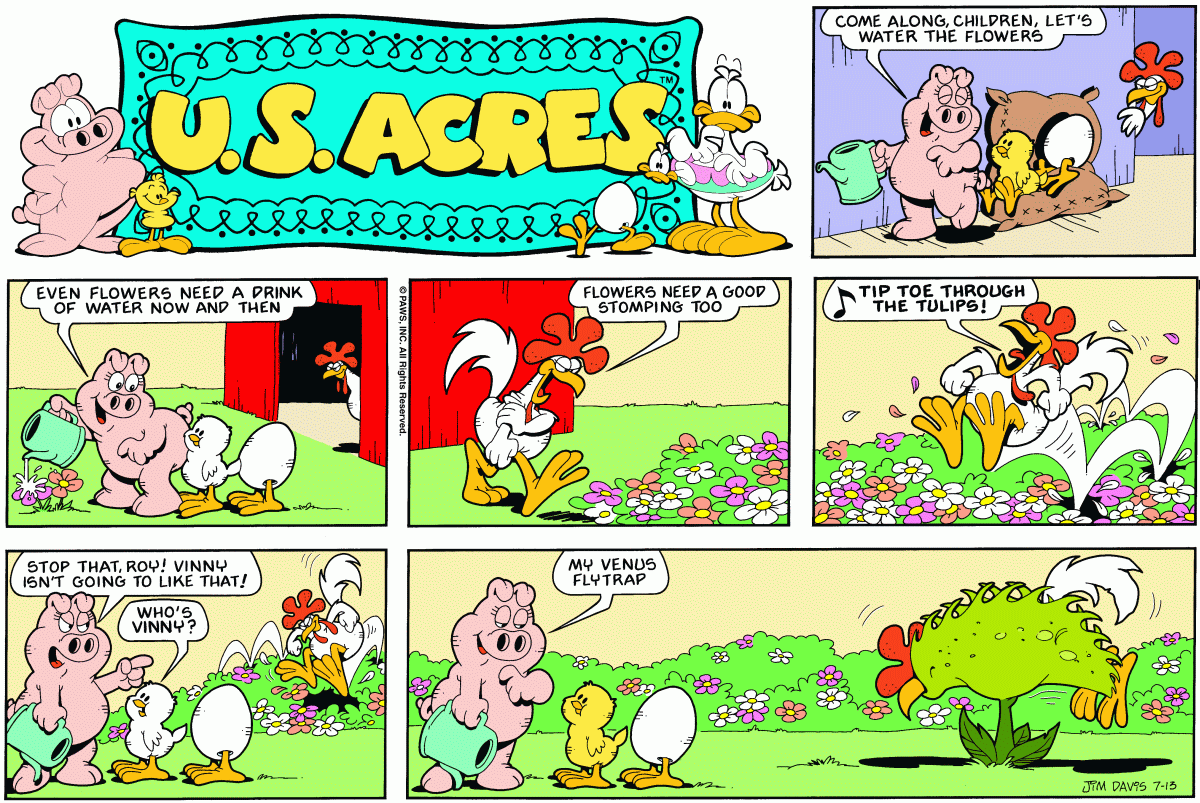 U.S. ACRES
TM
COME ALONG, CHILDREN, LET'S
WATER THE FLOWERS
EVEN FLOWERS NEED A DRINK
OF WATER NOW AND THEN
© PAWS, INC. All Rights Reserved.
FLOWERS NEED A GOOD
STOMPING TOO
TIP TOE THROUGH
THE TULIPS!
STOP THAT, ROY! VINNY
ISN'T GOING TO LIKE THAT!
WHO'S
VINNY?
MY VENUS
FLYTRAP
JIM DAVIS 7-13